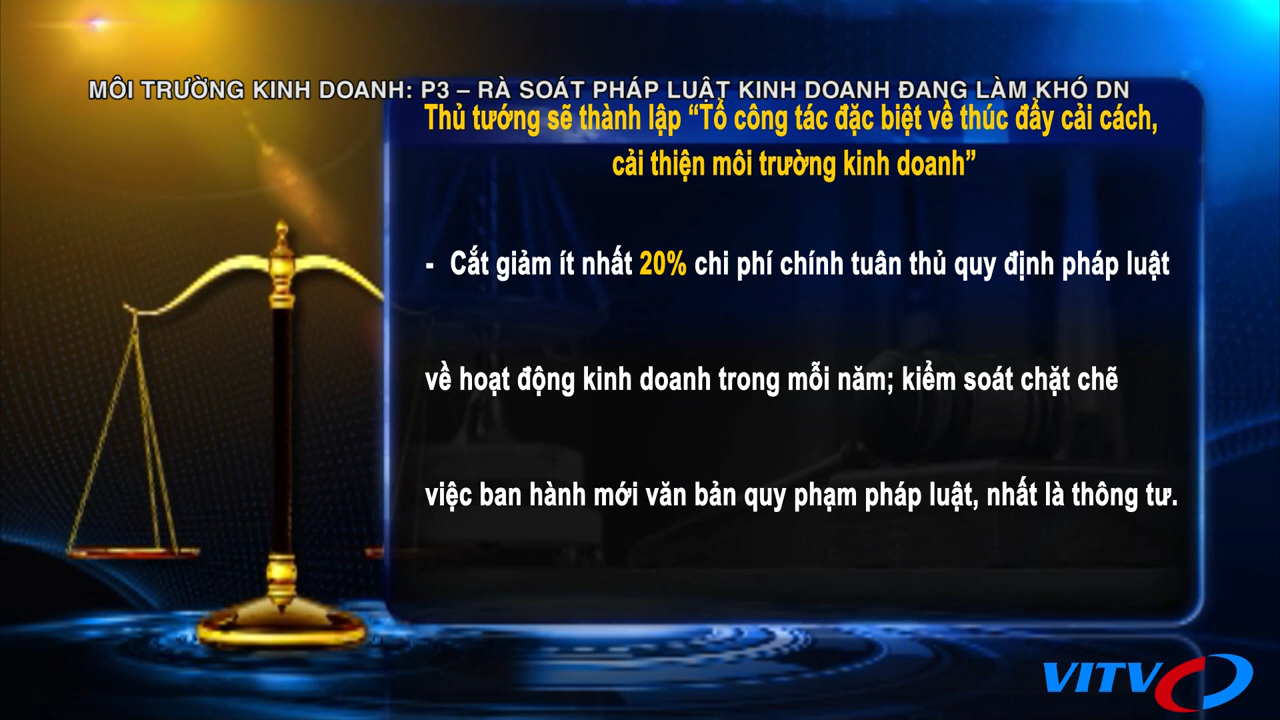 MÔI TRƯỜNG KINH DOANH: P3 – RÀ SOÁT PHÁP LUẬT KINH DOANH ĐANG LÀM KHÓ DN
Thủ tướng sẽ thành lập “Tổ công tác đặc biệt về thúc đẩy cải cách,
cải thiện môi trường kinh doanh”
- Cắt giảm ít nhất 20% chi phí chính tuân thủ quy định pháp luật
về hoạt động kinh doanh trong mỗi năm; kiểm soát chặt chẽ
việc ban hành mới văn bản quy phạm pháp luật, nhất là thông tư.
VITV